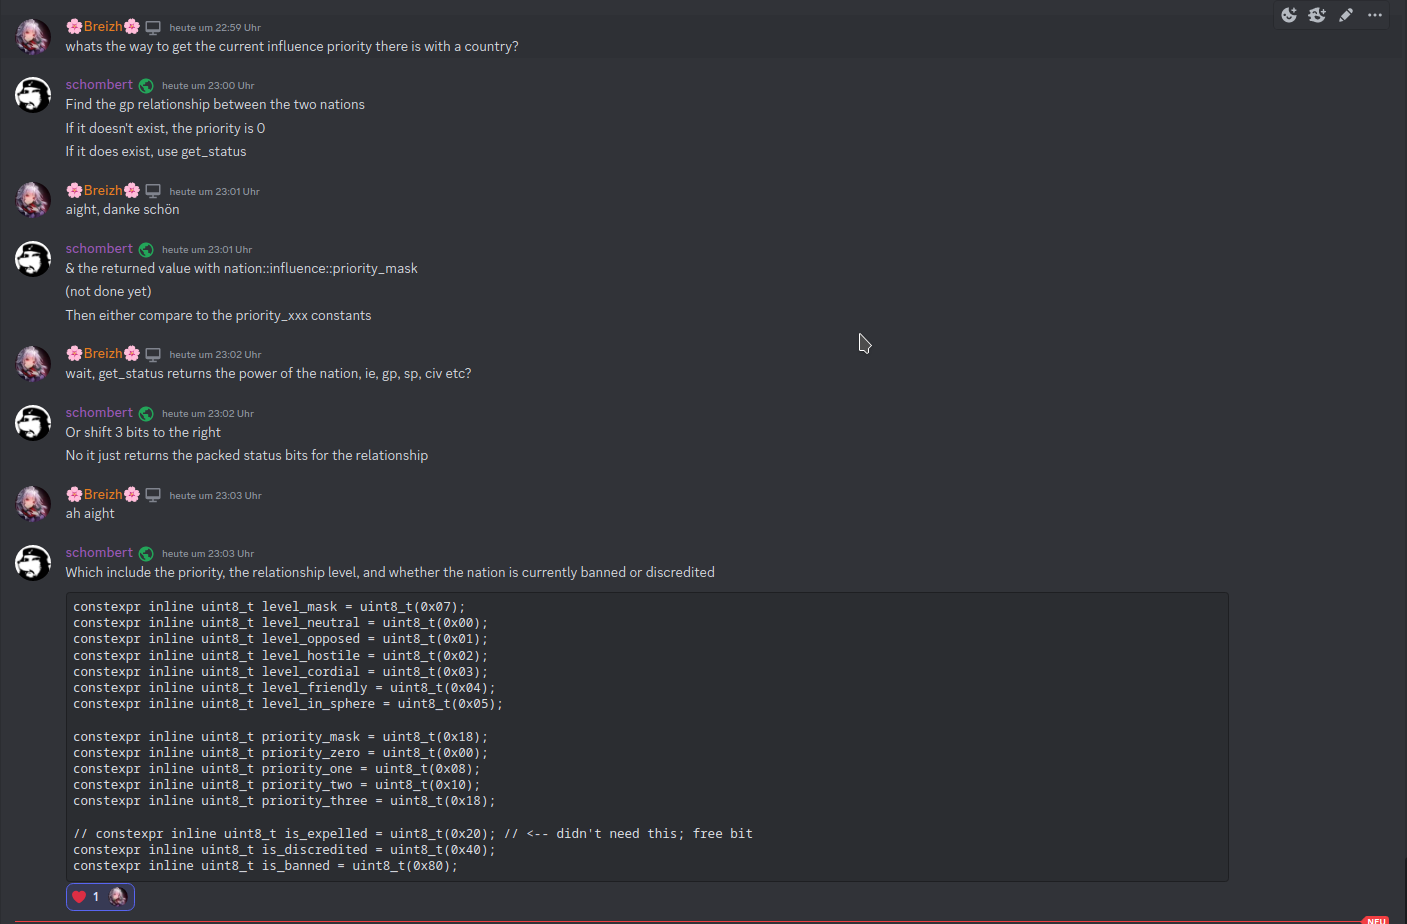 🌸Breizh🌸 heute um 22:59 Uhr
whats the way to get the current influence priority there is with a country?
schombert heute um 23:00 Uhr
Find the gp relationship between the two nations
If it doesn't exist, the priority is 0
If it does exist, use get_status
🌸Breizh🌸 heute um 23:01 Uhr
aight, danke schön
schombert heute um 23:01 Uhr
& the returned value with nation::influence::priority_mask
(not done yet)
Then either compare to the priority_xxx constants
🌸Breizh🌸 heute um 23:02 Uhr
wait, get_status returns the power of the nation, ie, gp, sp, civ etc?
schombert heute um 23:02 Uhr
Or shift 3 bits to the right
No it just returns the packed status bits for the relationship
🌸Breizh🌸 heute um 23:03 Uhr
ah aight
schombert heute um 23:03 Uhr
Which include the priority, the relationship level, and whether the nation is currently banned or discredited
constexpr inline uint8_t level_mask = uint8_t(0x07);
constexpr inline uint8_t level_neutral = uint8_t(0x00);
constexpr inline uint8_t level_opposed = uint8_t(0x01);
constexpr inline uint8_t level_hostile = uint8_t(0x02);
constexpr inline uint8_t level_cordial = uint8_t(0x03);
constexpr inline uint8_t level_friendly = uint8_t(0x04);
constexpr inline uint8_t level_in_sphere = uint8_t(0x05);
constexpr inline uint8_t priority_mask = uint8_t(0x18);
constexpr inline uint8_t priority_zero = uint8_t(0x00);
constexpr inline uint8_t priority_one = uint8_t(0x08);
constexpr inline uint8_t priority_two = uint8_t(0x10);
constexpr inline uint8_t priority_three = uint8_t(0x18);
// constexpr inline uint8_t is_expelled = uint8_t(0x20); // <-- didn't need this; free bit
constexpr inline uint8_t is_discredited = uint8_t(0x40);
constexpr inline uint8_t is_banned = uint8_t(0x80);
❤️ 1
NEU